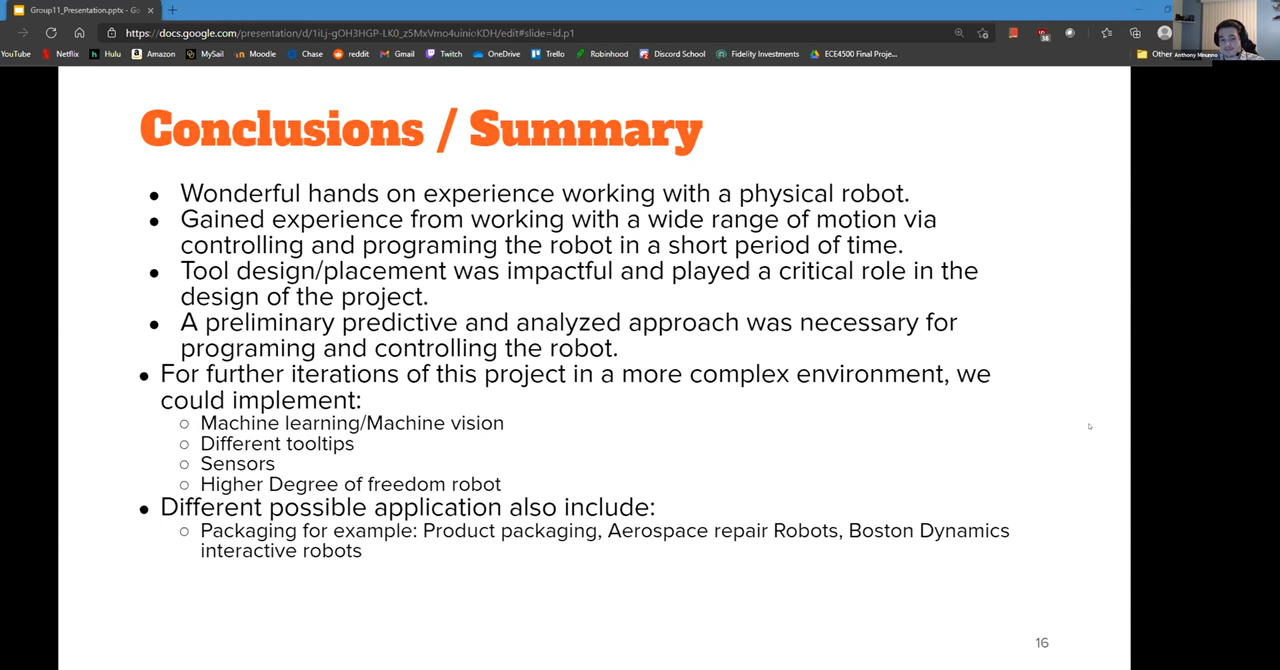 Group11_Presentation.pptx - Go
https://docs.google.com/presentation/d/1iLj-gOH3HGP-LK0_z5MxVmo4uinioKDH/edit#slide=id.p1
YouTube Netflix Hulu Amazon MySail Moodle Chase reddit Gmail Twitch OneDrive Trello Robinhood Discord School Fidelity Investments ECE4500 Final Proje... Other
Conclusions / Summary
● Wonderful hands on experience working with a physical robot.
● Gained experience from working with a wide range of motion via
controlling and programing the robot in a short period of time.
● Tool design/placement was impactful and played a critical role in the
design of the project.
● A preliminary predictive and analyzed approach was necessary for
programing and controlling the robot.
● For further iterations of this project in a more complex environment, we
could implement:
○ Machine learning/Machine vision
○ Different tooltips
○ Sensors
○ Higher Degree of freedom robot
● Different possible application also include:
○ Packaging for example: Product packaging, Aerospace repair Robots, Boston Dynamics
interactive robots
16